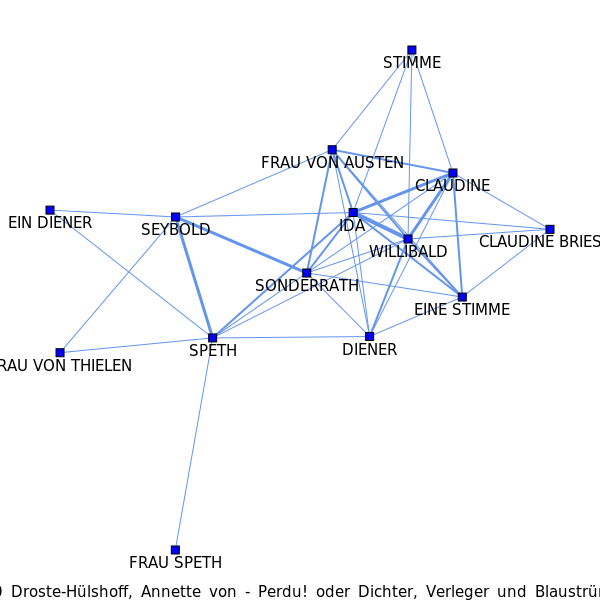 STIMME
FRAU VON AUSTEN
CLAUDINE
EIN DIENER
SEYBOLD
IDA
WILLIBALD
CLAUDINE BRIES
SONDERRATH
EINE STIMME
SPETH
DIENER
RAU VON THIELEN
FRAU SPETH
) Droste-Hülshoff, Annette von - Perdu! oder Dichter, Verleger und Blaustrü